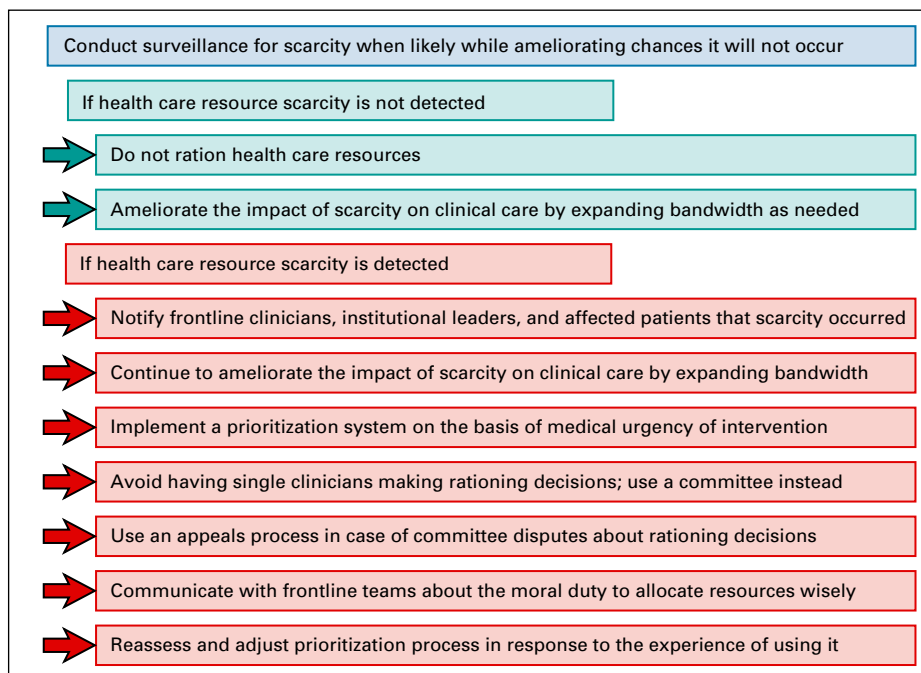 Conduct surveillance for scarcity when likely while ameliorating chances it will not occur
If health care resource scarcity is not detected
Do not ration health care resources
Ameliorate the impact of scarcity on clinical care by expanding bandwidth as needed
If health care resource scarcity is detected
Notify frontline clinicians, institutional leaders, and affected patients that scarcity occurred
Continue to ameliorate the impact of scarcity on clinical care by expanding bandwidth
Implement a prioritization system on the basis of medical urgency of intervention
Avoid having single clinicians making rationing decisions; use a committee instead
Use an appeals process in case of committee disputes about rationing decisions
Communicate with frontline teams about the moral duty to allocate resources wisely
Reassess and adjust prioritization process in response to the experience of using it